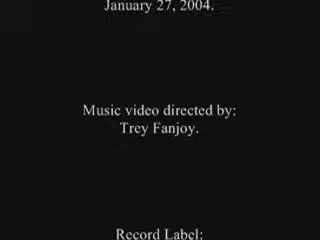 January 27, 2004.
Music video directed by:
Trey Fanjoy.
Record Label: